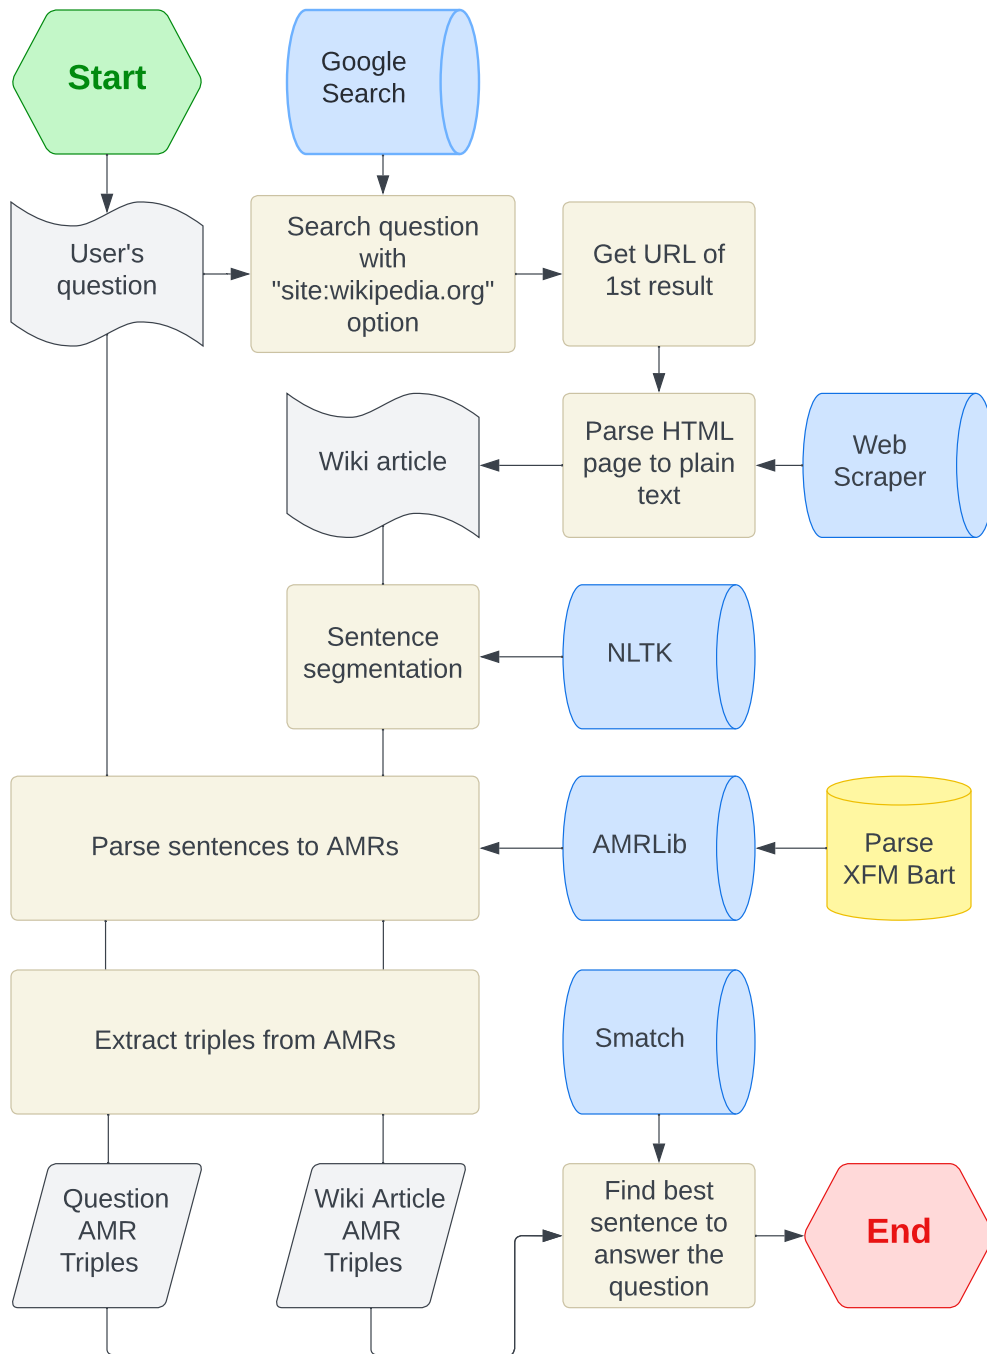 Start
Google
Search
User's
question
Search question
with
"site:wikipedia.org"
option
Get URL of
1st result
Wiki article
Parse HTML
page to plain
text
Web
Scraper
Sentence
segmentation
NLTK
Parse sentences to AMRs
AMRLib
Parse
XFM Bart
Extract triples from AMRs
Smatch
Question
AMR
Triples
Wiki Article
AMR
Triples
Find best
sentence to
answer the
question
End